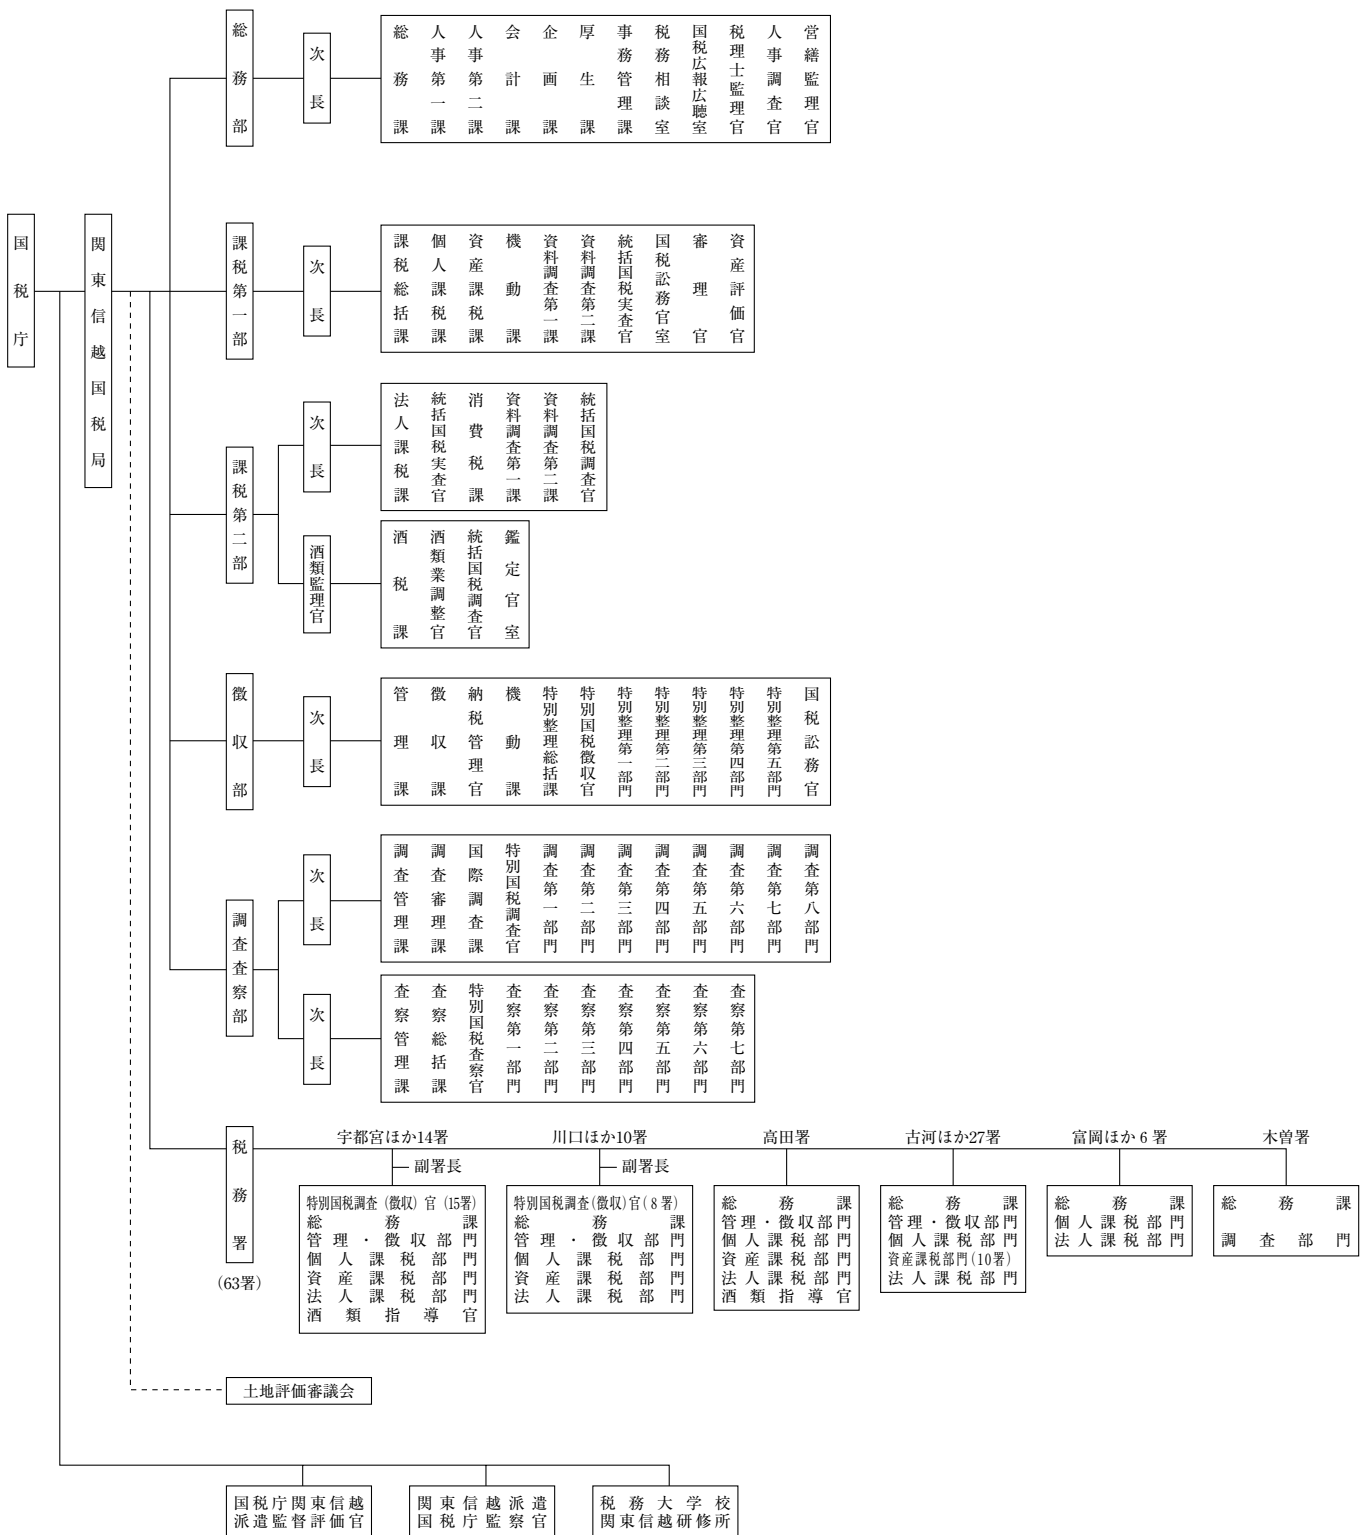 国税庁
関東信越国税局
総務部
次長
総務課
人事第一課
人事第二課
会計課
企画課
厚生課
事務管理課
税務相談室
国税広報広聴室
税理士監理官
人事調査官
営繕監理官
課税第一部
次長
課税総括課
個人課税課
資産課税課
機動課
資料調査第一課
資料調査第二課
統括国税実査官
国税訟務官室
審理官
資産評価官
課税第二部
次長
法人課税課
統括国税実査官
消費税課
資料調査第一課
資料調査第二課
統括国税調査官
酒類監理官
酒税課
酒類業調整官
統括国税調査官
鑑定官室
徴収部
次長
管理課
徴収課
納税管理官
機動課
特別整理総括課
特別国税徴収官
特別整理第一部門
特別整理第二部門
特別整理第三部門
特別整理第四部門
特別整理第五部門
国税訟務官
調査査察部
次長
調査管理課
調査審理課
国際調査課
特別国税調査官
調査第一部門
調査第二部門
調査第三部門
調査第四部門
調査第五部門
調査第六部門
調査第七部門
調査第八部門
次長
査察管理課
査察総括課
特別国税査察官
査察第一部門
査察第二部門
査察第三部門
査察第四部門
査察第五部門
査察第六部門
査察第七部門
税務署
(63署)
宇都宮ほか14署
副署長
特別国税調査(徴収)官(15署)
総務課
管理・徴収部門
個人課税部門
資産課税部門
法人課税部門
酒類指導官
川口ほか10署
副署長
特別国税調査(徴収)官(8署)
総務課
管理・徴収部門
個人課税部門
資産課税部門
法人課税部門
高田署
総務課
管理・徴収部門
個人課税部門
資産課税部門
法人課税部門
酒類指導官
古河ほか27署
総務課
管理・徴収部門
個人課税部門
資産課税部門(10署)
法人課税部門
富岡ほか6署
総務課
個人課税部門
法人課税部門
木曽署
総務課
調査部門
土地評価審議会
国税庁関東信越
派遣監督評価官
関東信越派遣
国税庁監察官
税務大学校
関東信越研修所